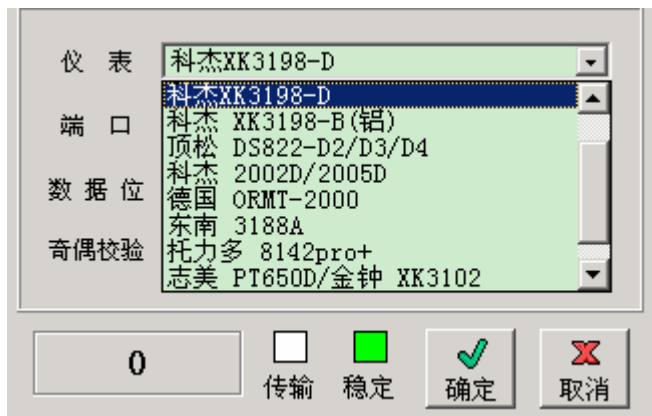 仪 表 科杰XK3198-D
科杰XK3198-D
科杰 XK3198-B(铝)
端 口
顶松 DS822-D2/D3/D4
科杰 2002D/2005D
数 据 位
德国 ORMT-2000
东南 3188A
奇偶校验
托力多 8142pro+
志美 PT650D/金钟 XK3102
0
传输 稳定 确定 取消